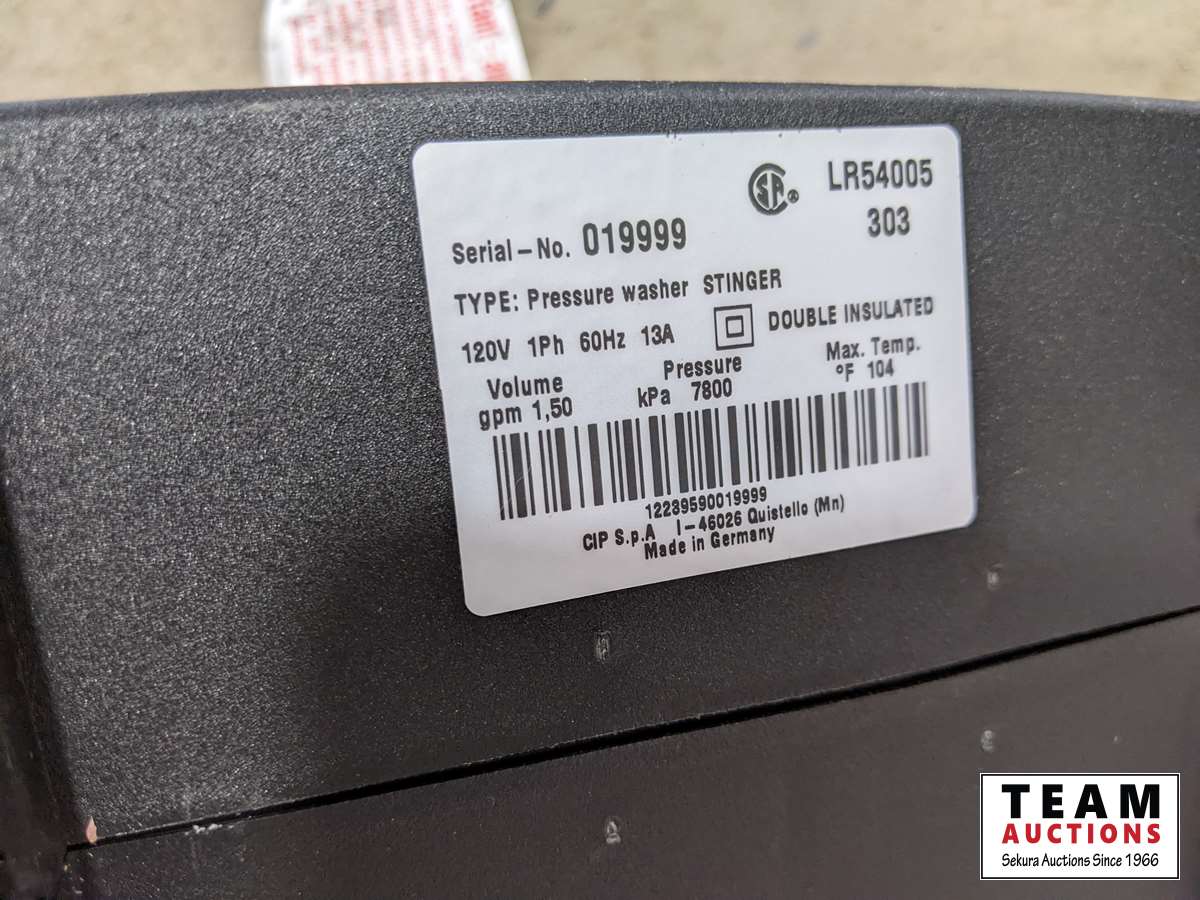 LR54005
303
Serial-No. 019999
TYPE: Pressure washer STINGER
120V 1Ph 60Hz 13A DOUBLE INSULATED
Volume Pressure Max. Temp.
gpm 1,50 kPa 7800 °F 104
12239590019999
CIP S.p.A I-46026 Quistello (Mn)
Made in Germany
TEAM
AUCTIONS
Sekura Auctions Since 1966